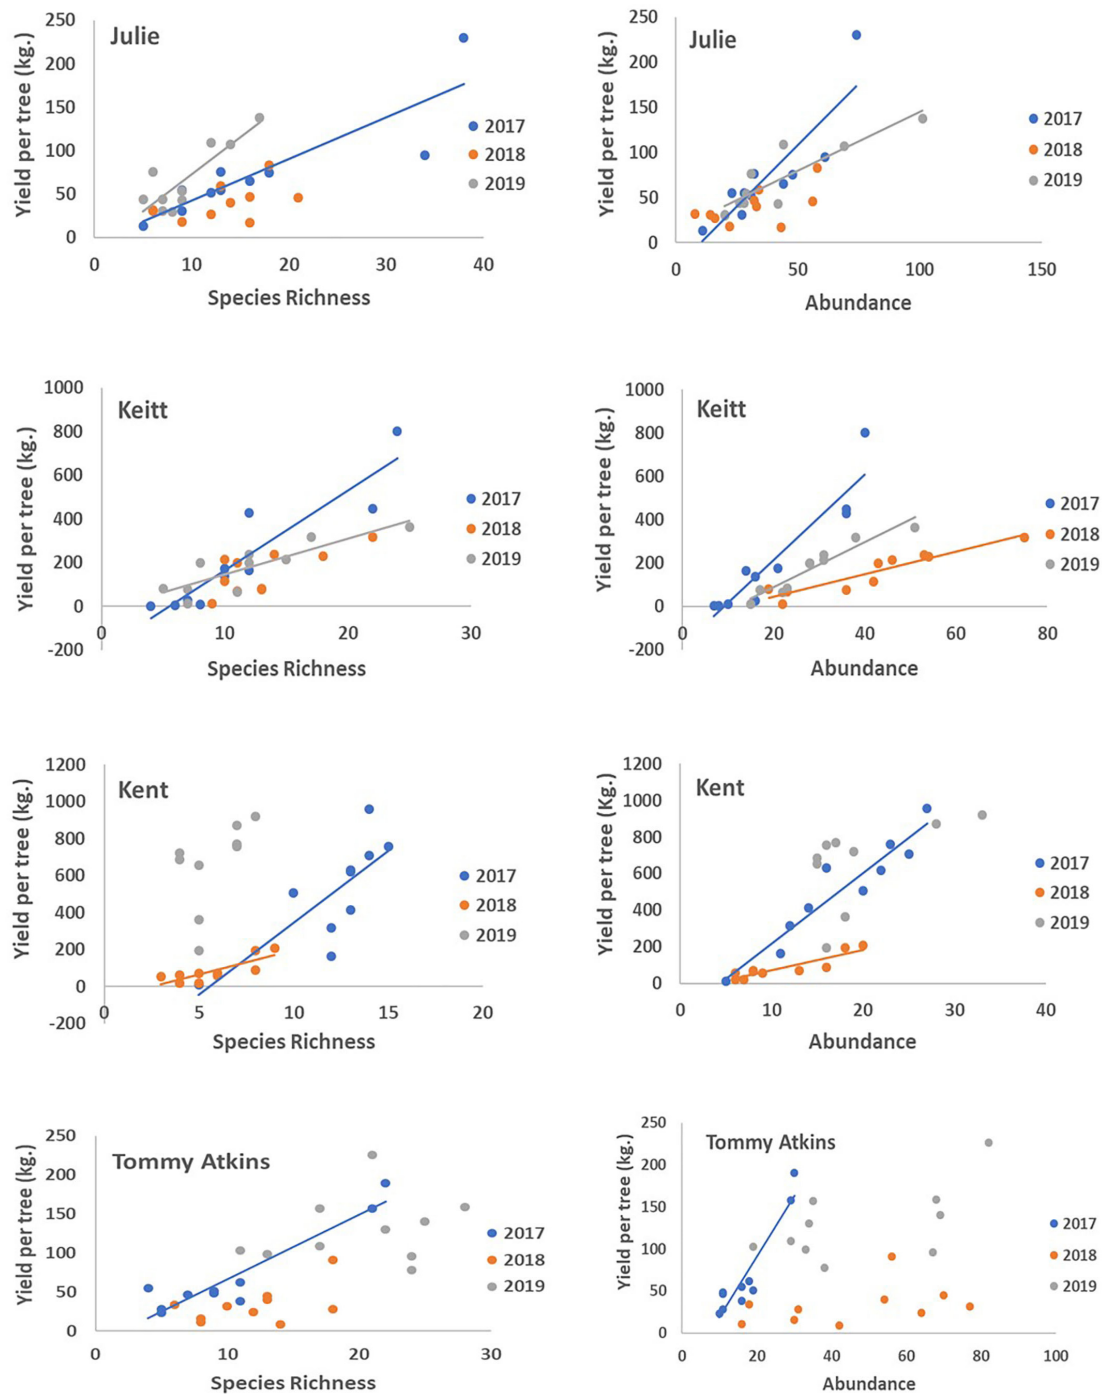 Julie
Yield per tree (kg.)
250
200
150
100
50
0
0 10 20 30 40
Species Richness
2017
2018
2019
Julie
Yield per tree (kg.)
250
200
150
100
50
0
0 50 100 150
Abundance
2017
2018
2019
Keitt
Yield per tree (kg.)
1000
800
600
400
200
0
-200
0 10 20 30
Species Richness
2017
2018
2019
Keitt
Yield per tree (kg.)
1000
800
600
400
200
0
-200
0 20 40 60 80
Abundance
2017
2018
2019
Kent
Yield per tree (kg.)
1200
1000
800
600
400
200
0
-200
0 5 10 15 20
Species Richness
2017
2018
2019
Kent
Yield per tree (Kg.)
1200
1000
800
600
400
200
0
0 10 20 30 40
Abundance
2017
2018
2019
Tommy Atkins
Yield per tree (kg.)
250
200
150
100
50
0
0 10 20 30
Species Richness
2017
2018
2019
Tommy Atkins
Yield per tree (kg.)
250
200
150
100
50
0
0 20 40 60 80 100
Abundance
2017
2018
2019